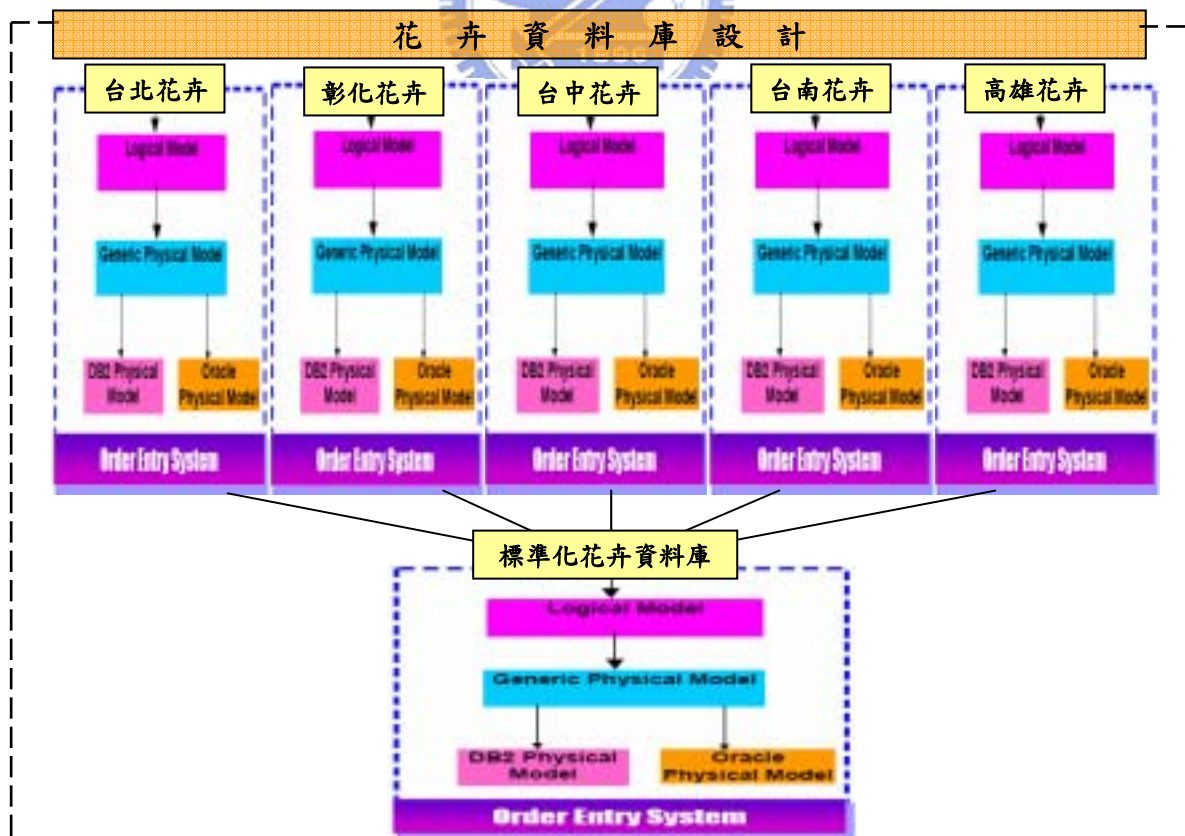 花卉資料庫設計
台北花卉
Logical Model
Generic Physical Model
DB2 Physical
Model
Oracle
Physical Model
Order Entry System
彰化花卉
Logical Model
Generic Physical Model
DB2 Physical
Model
Oracle
Physical Model
Order Entry System
台中花卉
Logical Model
Generic Physical Model
DB2 Physical
Model
Oracle
Physical Model
Order Entry System
台南花卉
Logical Model
Generic Physical Model
DB2 Physical
Model
Oracle
Physical Model
Order Entry System
高雄花卉
Logical Model
Generic Physical Model
DB2 Physical
Model
Oracle
Physical Model
Order Entry System
標準化花卉資料庫
Logical Model
Generic Physical Model
DB2 Physical
Model
Oracle
Physical Model
Order Entry System